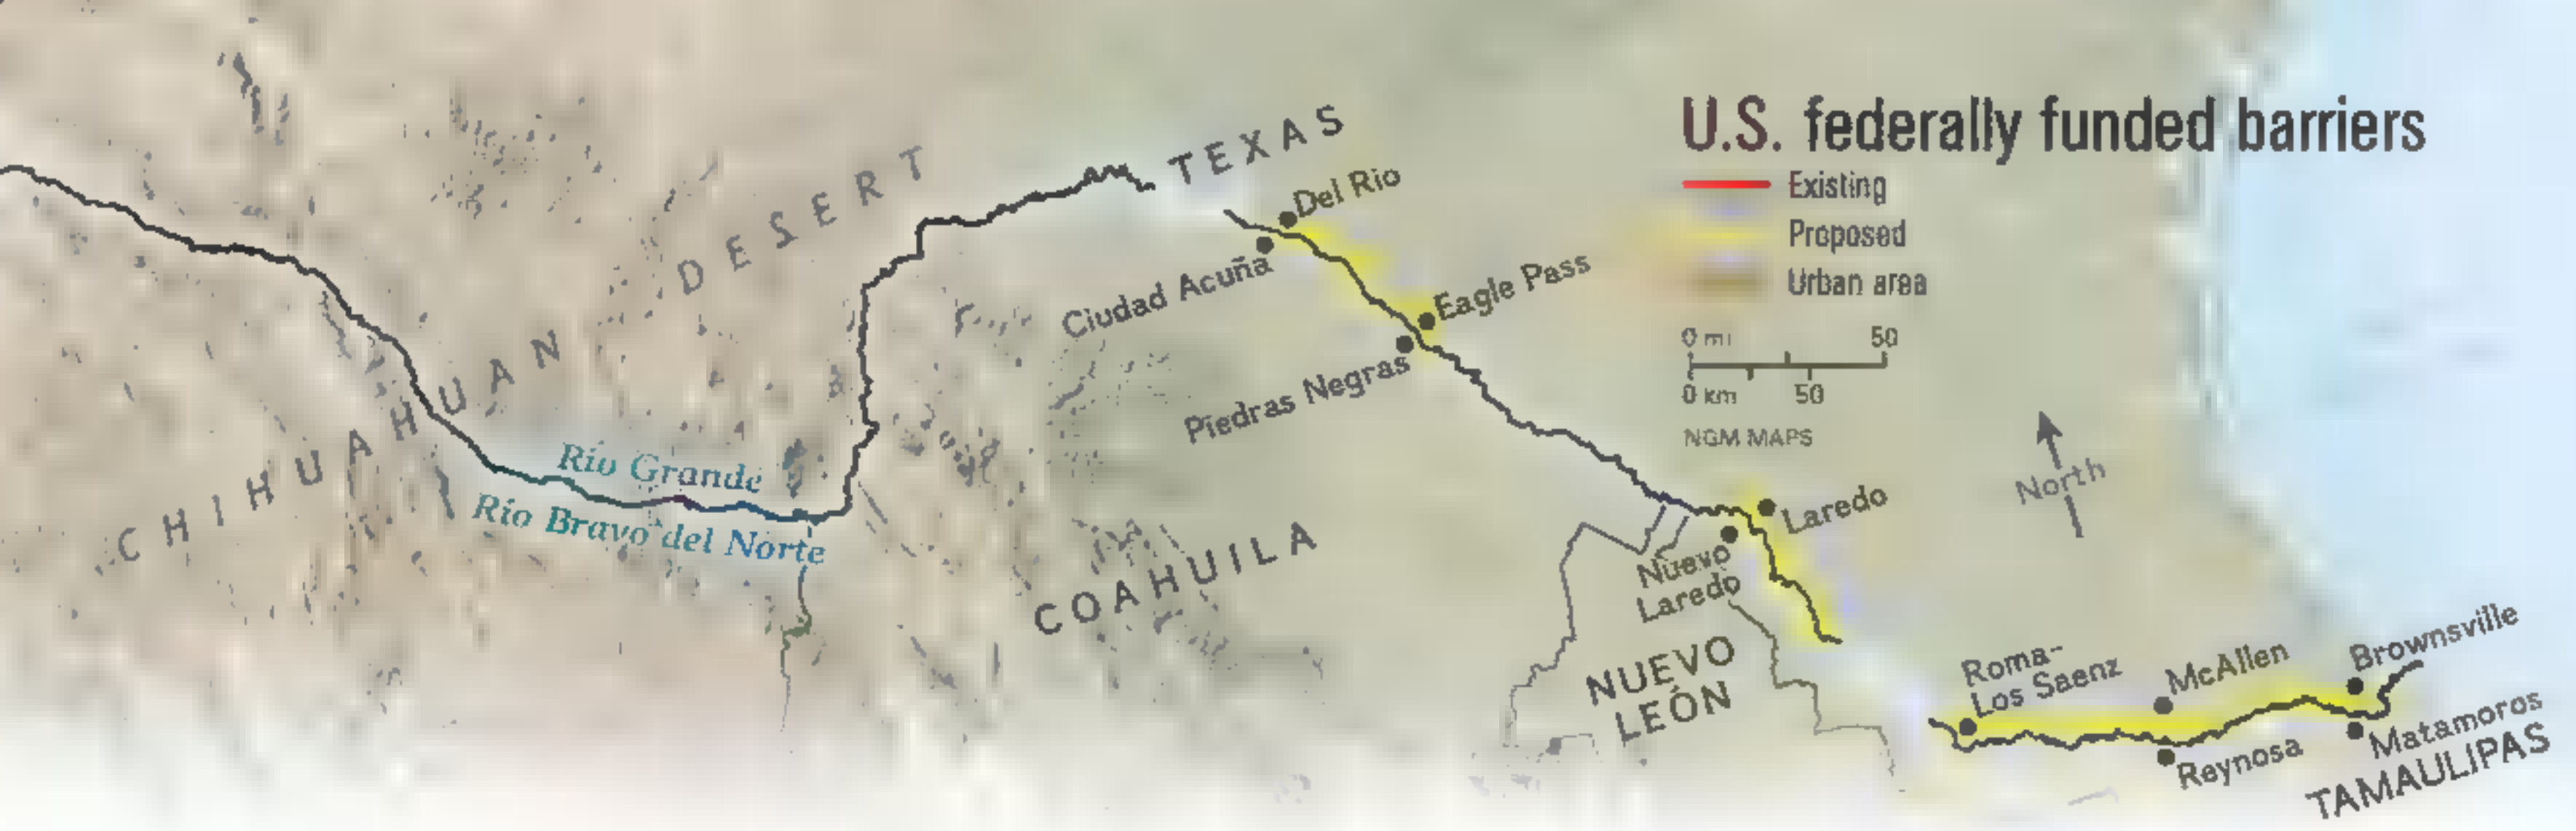 U.S. federally funded barriers
Existing
Proposed
Urban area
0 mi 50
0 km 50
NGM MAPS
North
TEXAS
CHIHUAHUAN DESERT
Rio Grande
Río Bravo del Norte
COAHUILA
Del Rio
Ciudad Acuña
Eagle Pass
Piedras Negras
Laredo
Nuevo
Laredo
NUEVO
LEÓN
Roma-
Los Saenz
McAllen
Reynosa
Brownsville
Matamoros
TAMAULIPAS